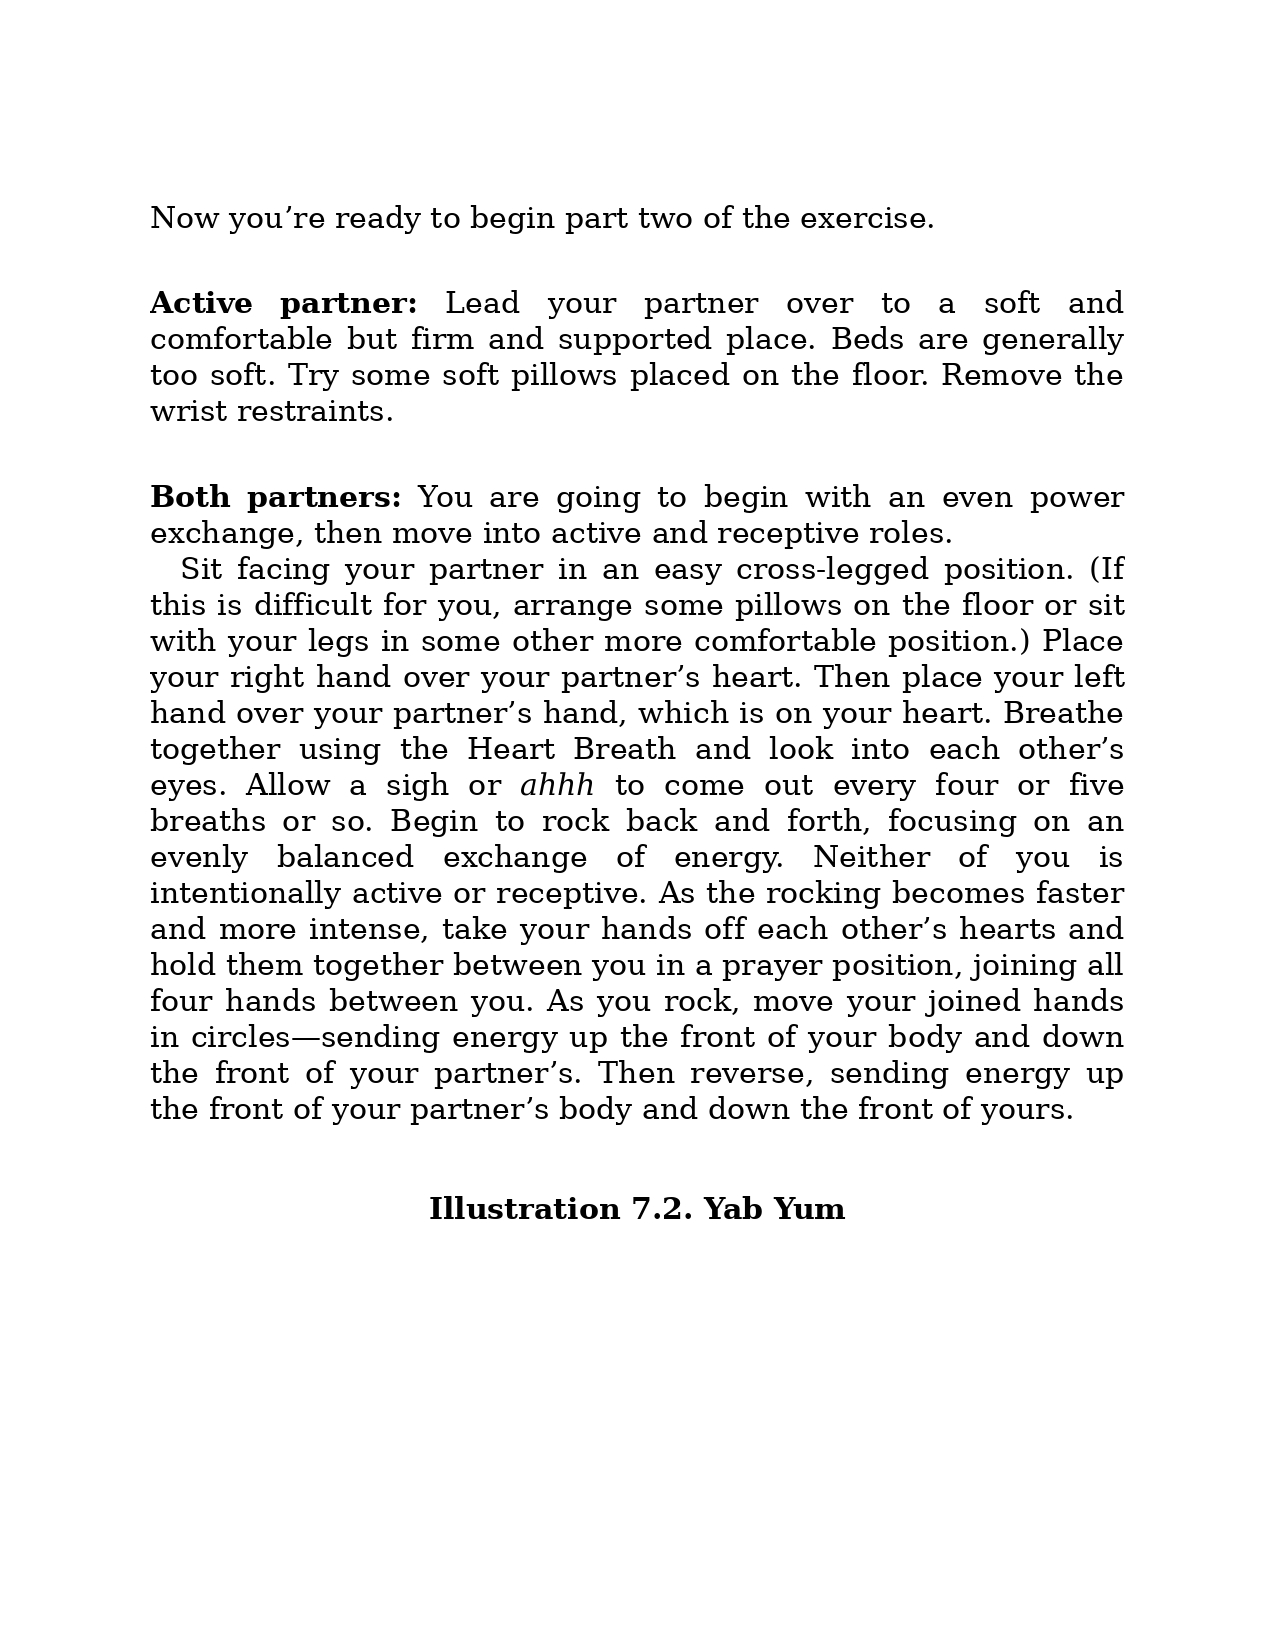 Now you’re ready to begin part two of the exercise.
Active partner: Lead your partner over to a soft and
comfortable but firm and supported place. Beds are generally
too soft. Try some soft pillows placed on the floor. Remove the
wrist restraints.
Both partners: You are going to begin with an even power
exchange, then move into active and receptive roles.
Sit facing your partner in an easy cross-legged position. (If
this is difficult for you, arrange some pillows on the floor or sit
with your legs in some other more comfortable position.) Place
your right hand over your partner’s heart. Then place your left
hand over your partner’s hand, which is on your heart. Breathe
together using the Heart Breath and look into each other’s
eyes. Allow a sigh or ahhh to come out every four or five
breaths or so. Begin to rock back and forth, focusing on an
evenly balanced exchange of energy. Neither of you is
intentionally active or receptive. As the rocking becomes faster
and more intense, take your hands off each other’s hearts and
hold them together between you in a prayer position, joining all
four hands between you. As you rock, move your joined hands
in circles—sending energy up the front of your body and down
the front of your partner’s. Then reverse, sending energy up
the front of your partner’s body and down the front of yours.
Illustration 7.2. Yab Yum